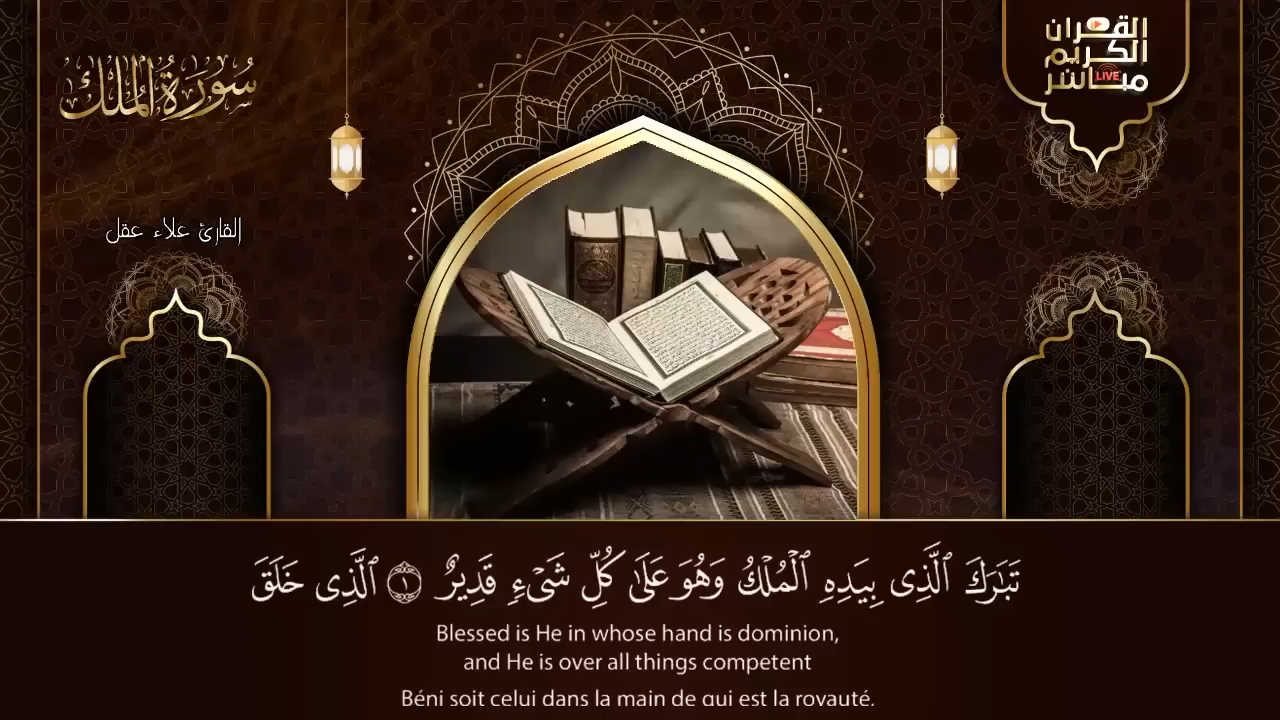 سُورَةُ الْمُلْك
القرآن
الكريم
مباشر
LIVE
القارئ علاء عقل
تَبَٰرَكَ ٱلَّذِى بِيَدِهِ ٱلْمُلْكُ وَهُوَ عَلَىٰ كُلِّ شَىْءٍ قَدِيرٌ ١ ٱلَّذِى خَلَقَ
Blessed is He in whose hand is dominion,
and He is over all things competent
Béni soit celui dans la main de qui est la royauté.